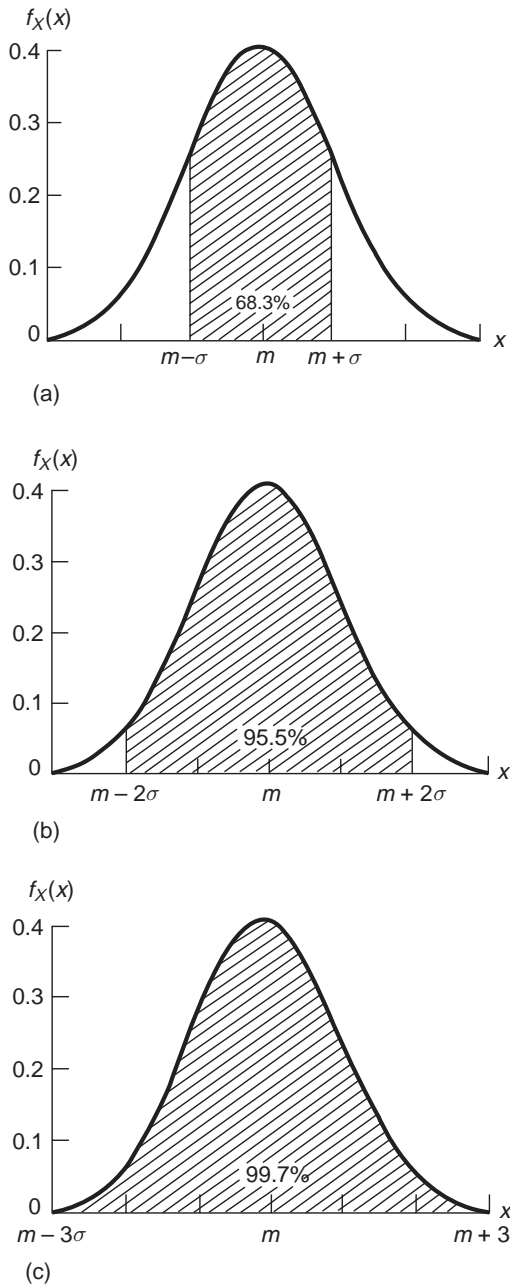 fX(x)
0.4
0.3
0.2
0.1
0
68.3%
m−σ m m + σ x
(a)
fX(x)
0.4
0.3
0.2
0.1
0
95.5%
m − 2σ m m + 2σ x
(b)
fX(x)
0.4
0.3
0.2
0.1
0
99.7%
x
m − 3σ m m + 3
(c)